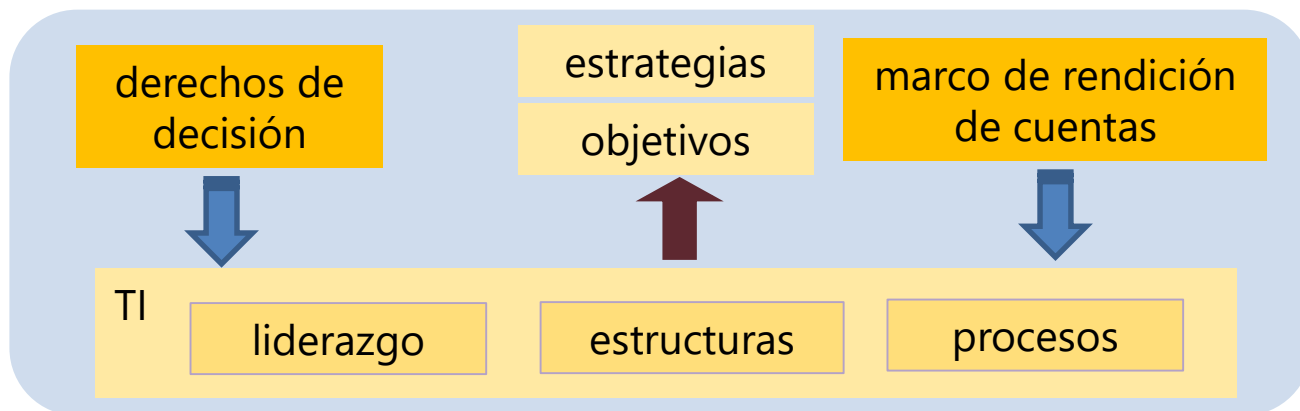 derechos de
decisión
estrategias
objetivos
marco de rendición
de cuentas
TI
liderazgo
estructuras
procesos